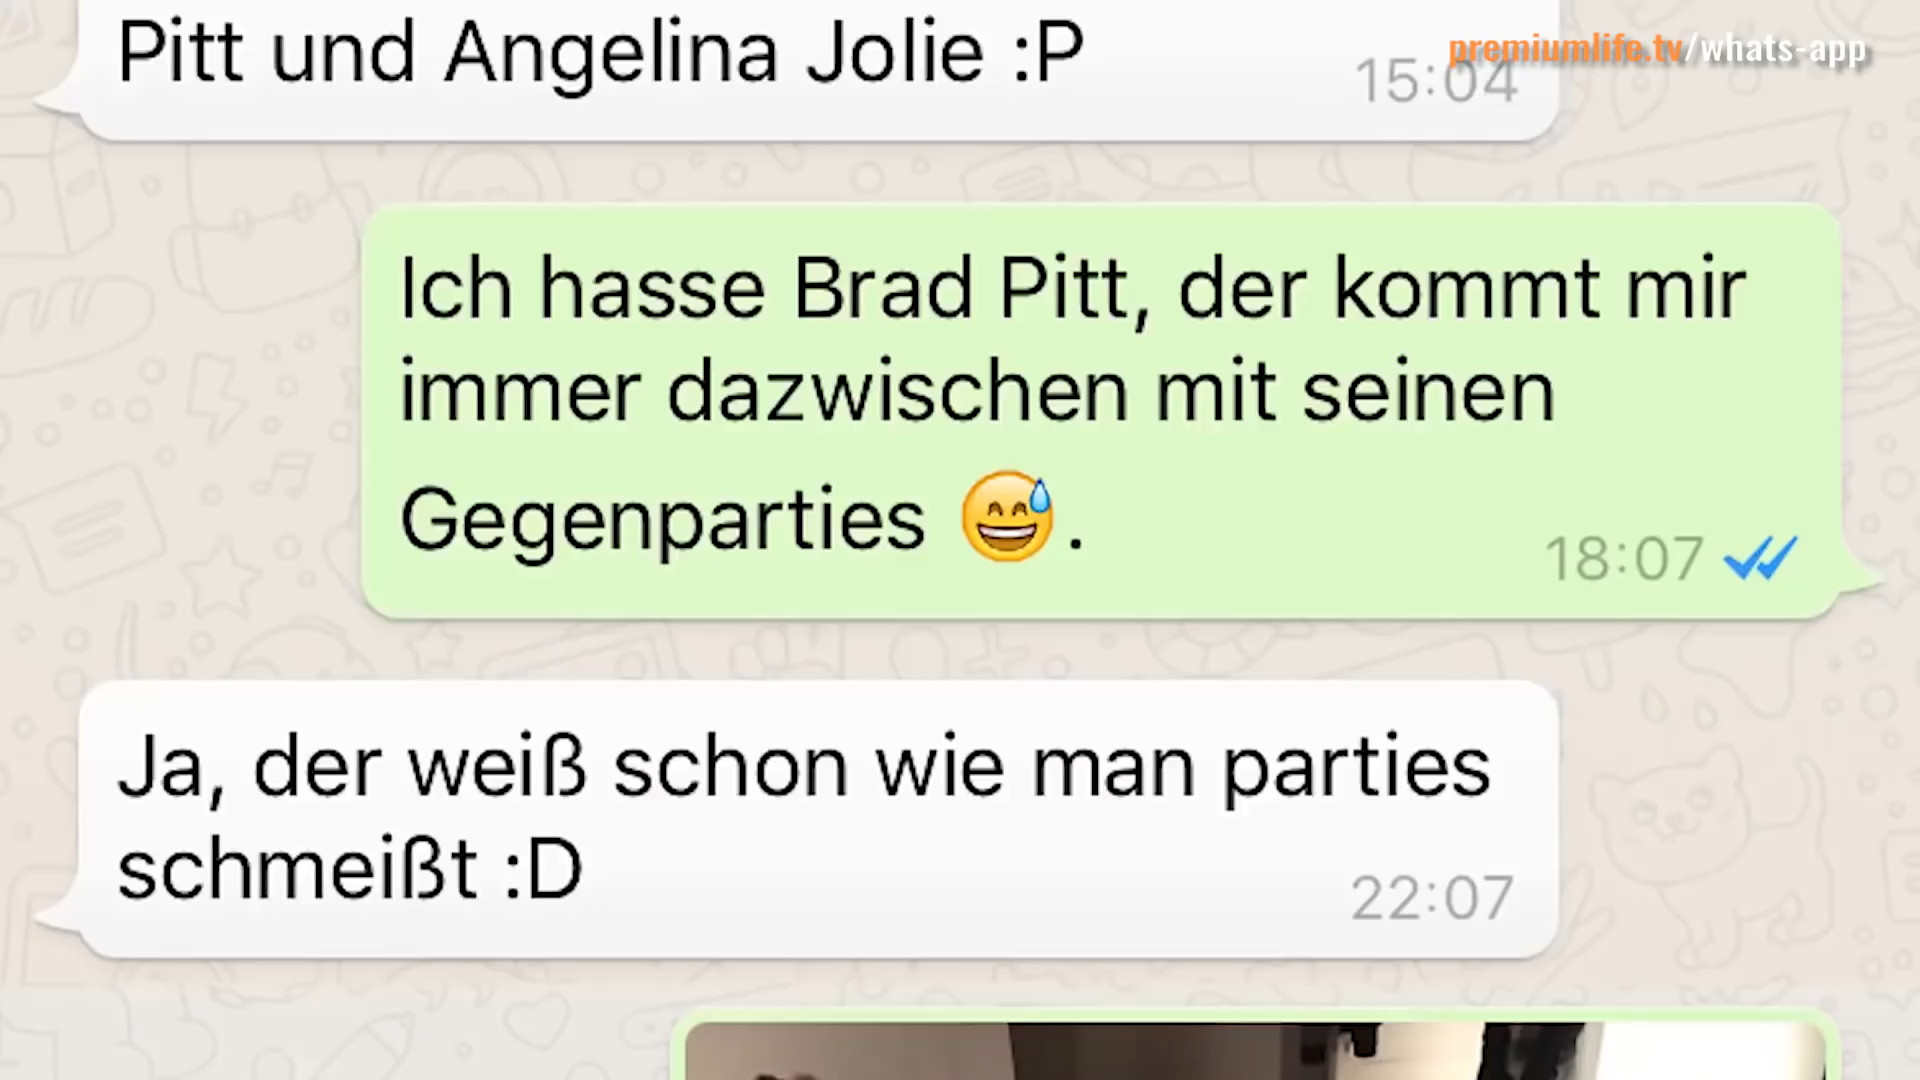 Pitt und Angelina Jolie :P
15:04
premiumlife.tv/whats-app
Ich hasse Brad Pitt, der kommt mir
immer dazwischen mit seinen
Gegenparties 😅.
18:07
Ja, der weiß schon wie man parties
schmeißt :D
22:07